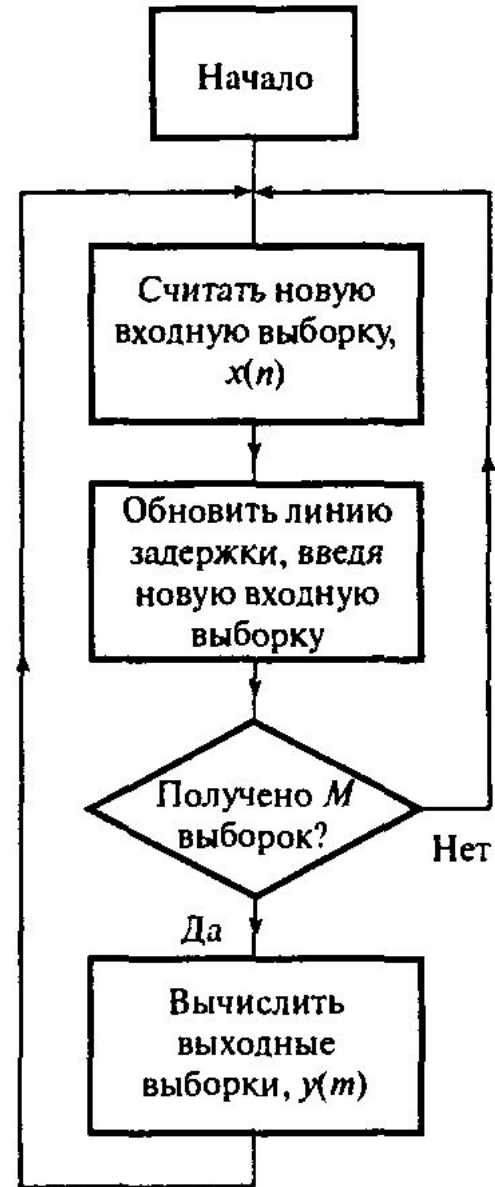 Начало
Считать новую
входную выборку,
x(n)
Обновить линию
задержки, введя
новую входную
выборку
Получено M
выборок?
Нет
Да
Вычислить
выходные
выборки, y(m)